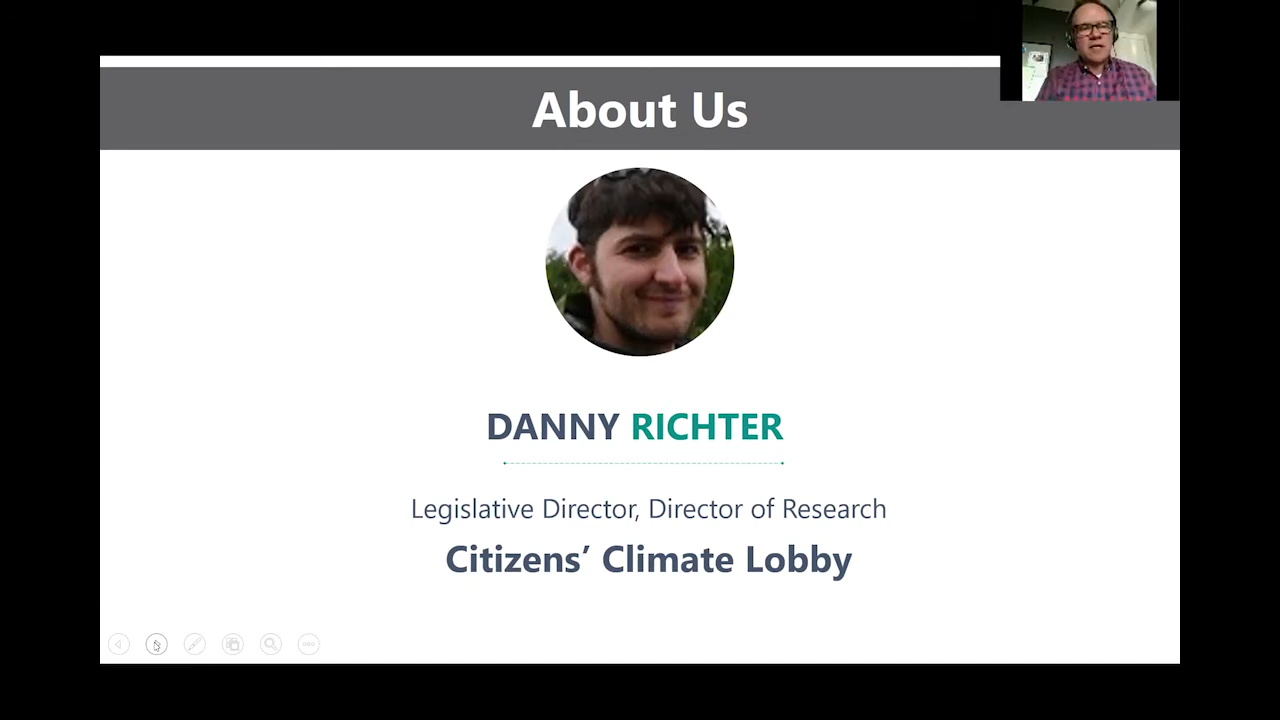 About Us
DANNY RICHTER
Legislative Director, Director of Research
Citizens’ Climate Lobby